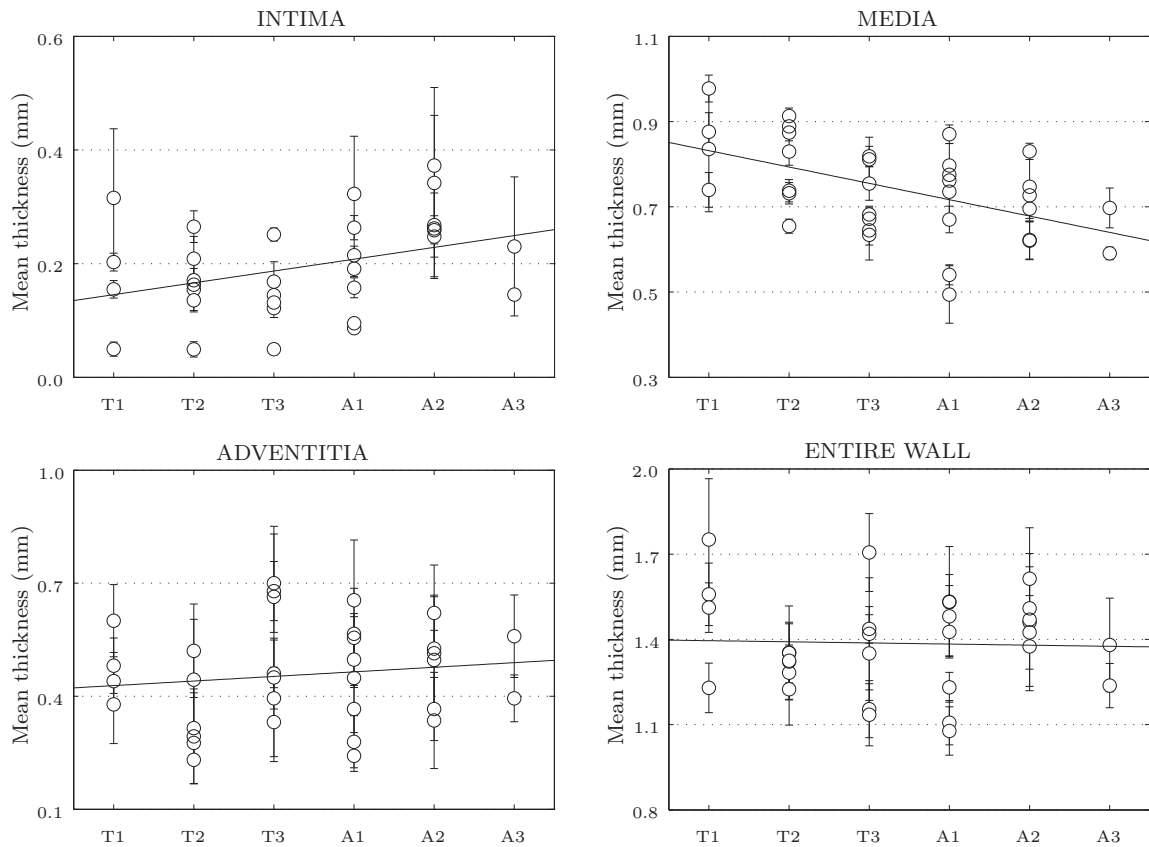 INTIMA
Mean thickness (mm)
0.6
0.4
0.2
0.0
T1 T2 T3 A1 A2 A3
MEDIA
Mean thickness (mm)
1.1
0.9
0.7
0.5
0.3
T1 T2 T3 A1 A2 A3
ADVENTITIA
Mean thickness (mm)
1.0
0.7
0.4
0.1
T1 T2 T3 A1 A2 A3
ENTIRE WALL
Mean thickness (mm)
2.0
1.7
1.4
1.1
0.8
T1 T2 T3 A1 A2 A3